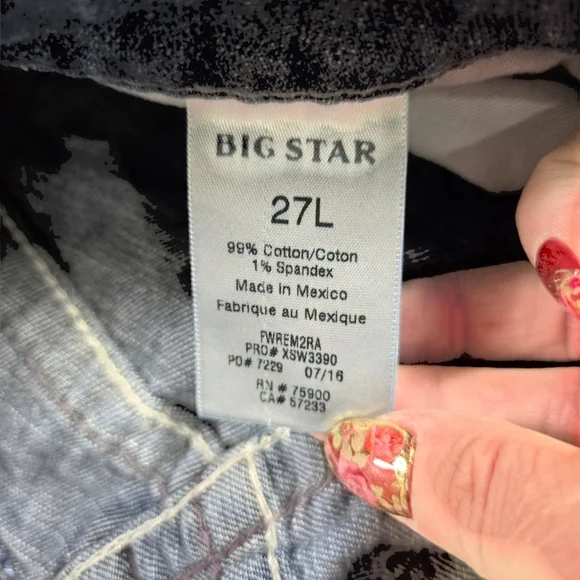 BIG STAR
27L
99% Cotton/Coton
1% Spandex
Made in Mexico
Fabrique au Mexique
PWREM2RA
PRO# XSW3390
PO# 7229 07/16
RN # 75900
CA# 57233